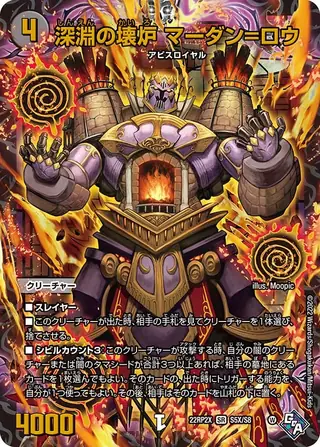 4
しんえん かいろ
深淵の壊炉 マーダン=ロウ
アビスロイヤル
illus. Moopic
クリーチャー
■スレイヤー
■このクリーチャーが出た時、相手の手札を見てクリーチャーを1体選び、
捨てさせる。
■シビルカウント3：このクリーチャーが攻撃する時、自分の闇のクリー
チャーまたは闇のタマシードが合計3つ以上あれば、相手の墓地にある
カードを1枚選んでもよい。そのカードの、出た時にトリガーする能力を、
自分が1つ使ってもよい。その後、相手はそのカードを山札の下に置く。
4000
22RP2X SR S5X/S8
W